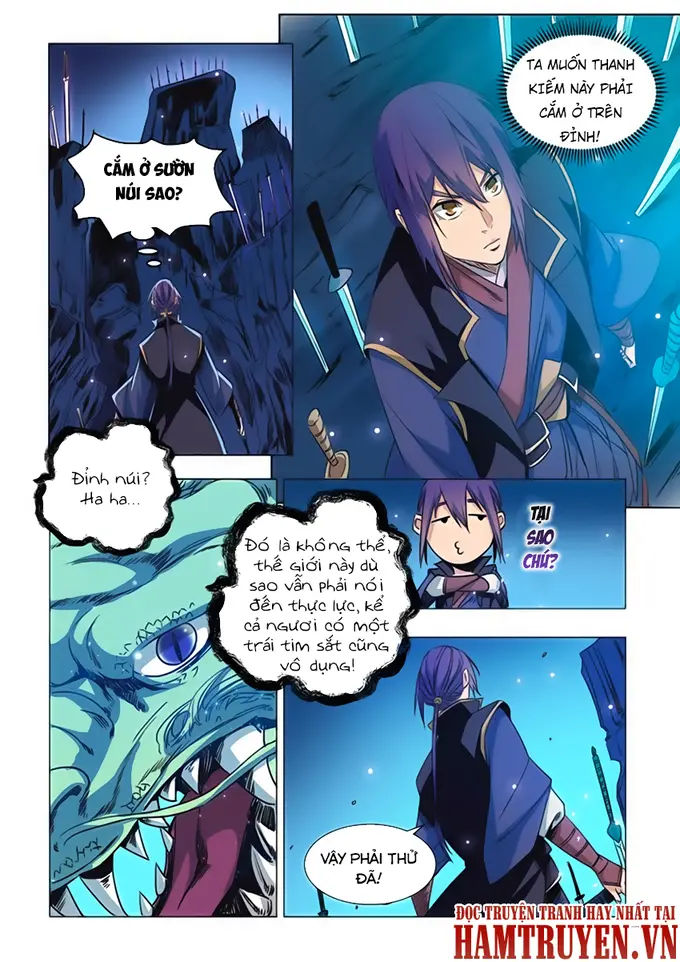 CẮM Ở SƯỜN
NÚI SAO?
TA MUỐN THANH
KIẾM NÀY PHẢI
CẮM Ở TRÊN
ĐỈNH!
Đỉnh núi?
Ha ha...
Đó là không thể,
thế giới này dù
sao vẫn phải nói
đến thực lực, kể
cả ngươi có một
trái tim sắt cũng
vô dụng!
TẠI
SAO
CHỨ?
VẬY PHẢI THỬ
ĐÃ!
ĐỌC TRUYỆN TRANH HAY NHẤT TẠI
HAMTRUYEN.VN